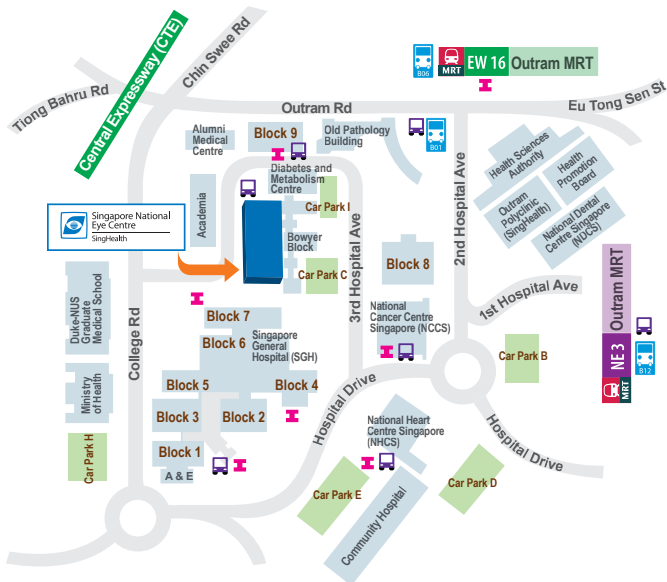 Central Expressway (CTE)
Chin Swee Rd
Tiong Bahru Rd
B06
MRT
EW 16
Outram MRT
Outram Rd
Eu Tong Sen St
Alumni
Medical
Centre
Block 9
Old Pathology
Building
B01
Health Sciences
Authority
Health
Promotion
Board
Outram
Polyclinic
(SingHealth)
National Dental
Centre Singapore
(NDCS)
2nd Hospital Ave
Diabetes and
Metabolism
Centre
Car Park I
Academia
Singapore National
Eye Centre
SingHealth
Bowyer
Block
Car Park C
3rd Hospital Ave
Block 8
1st Hospital Ave
Outram MRT
NE 3
MRT
B12
Duke-NUS
Graduate
Medical School
College Rd
Block 7
Block 6
Singapore
General
Hospital (SGH)
National
Cancer Centre
Singapore (NCCS)
Car Park B
Ministry
of Health
Block 5
Block 4
Block 3
Block 2
Hospital Drive
National Heart
Centre Singapore
(NHCS)
Hospital Drive
Car Park H
Block 1
A & E
Car Park E
Community Hospital
Car Park D